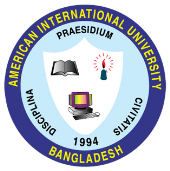 AMERICAN INTERNATIONAL UNIVERSITY
PRAESIDIUM
DISCIPLINA
CIVITATIS
1994
BANGLADESH